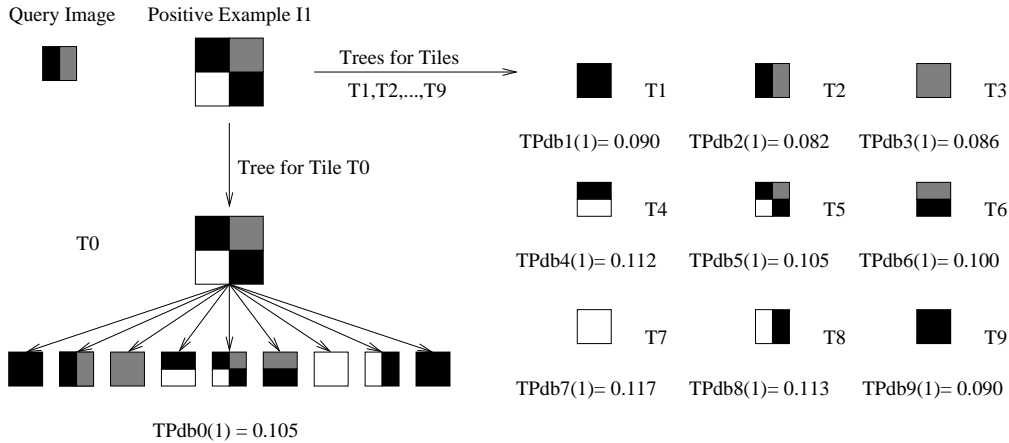 Query Image
Positive Example I1
Trees for Tiles
T1,T2,...,T9
T1
T2
T3
TPdb1(1)= 0.090
TPdb2(1)= 0.082
TPdb3(1)= 0.086
Tree for Tile T0
T4
T5
T6
T0
TPdb4(1)= 0.112
TPdb5(1)= 0.105
TPdb6(1)= 0.100
T7
T8
T9
TPdb7(1)= 0.117
TPdb8(1)= 0.113
TPdb9(1)= 0.090
TPdb0(1) = 0.105